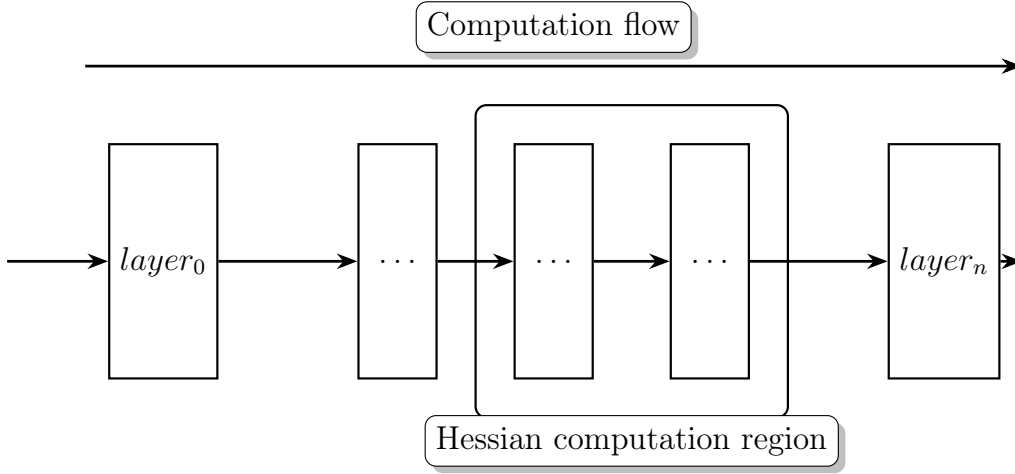 Computation flow
layer₀
···
···
···
layerₙ
Hessian computation region